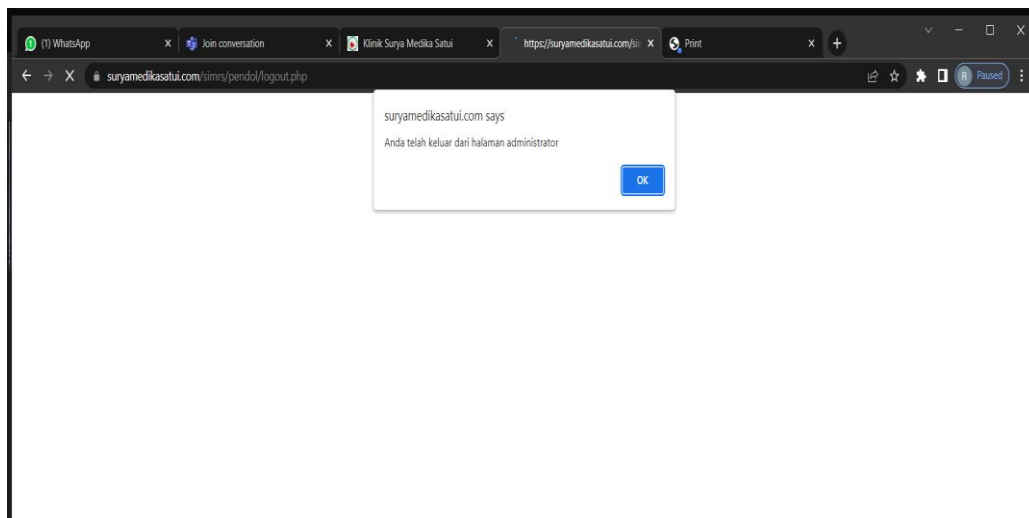 (1) WhatsApp
Join conversation
Klinik Surya Medika Satui
https://suryamedikasatui.com/sim
Print
suryamedikasatui.com/simrs/pendol/logout.php
R Paused
suryamedikasatui.com says
Anda telah keluar dari halaman administrator
OK